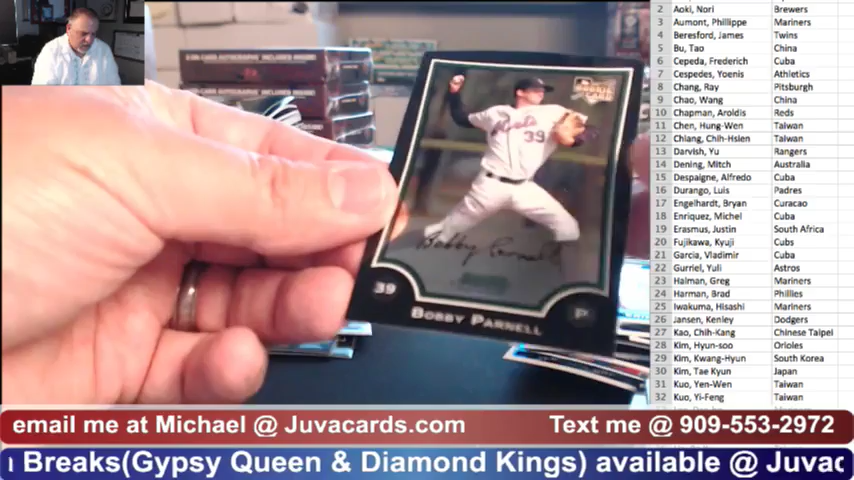 2 Aoki, Nori Brewers
3 Aumont, Phillippe Mariners
4 Beresford, James Twins
5 Bu, Tao China
6 Cepeda, Frederich Cuba
7 Cespedes, Yoenis Athletics
8 Chang, Ray Pitsburgh
9 Chao, Wang China
10 Chapman, Aroldis Reds
11 Chen, Hung-Wen Taiwan
12 Chiang, Chih-Hsien Taiwan
13 Darvish, Yu Rangers
14 Dening, Mitch Australia
15 Despaigne, Alfredo Cuba
16 Durango, Luis Padres
17 Engelhardt, Bryan Curacao
18 Enriquez, Michel Cuba
19 Erasmus, Justin South Africa
20 Fujikawa, Kyuji Cubs
21 Garcia, Vladimir Cuba
22 Gurriel, Yuli Astros
23 Halman, Greg Mariners
24 Harman, Brad Phillies
25 Iwakuma, Hisashi Mariners
26 Jansen, Kenley Dodgers
27 Kao, Chih-Kang Chinese Taipei
28 Kim, Hyun-soo Orioles
29 Kim, Kwang-Hyun South Korea
30 Kim, Tae Kyun Japan
31 Kuo, Yen-Wen Taiwan
32 Kuo, Yi-Feng Taiwan
ROOKIE CARD
39
Bobby Parnell
39
BOBBY PARNELL
P
email me at Michael @ Juvacards.com Text me @ 909-553-2972
Breaks(Gypsy Queen & Diamond Kings) available @ Juvac